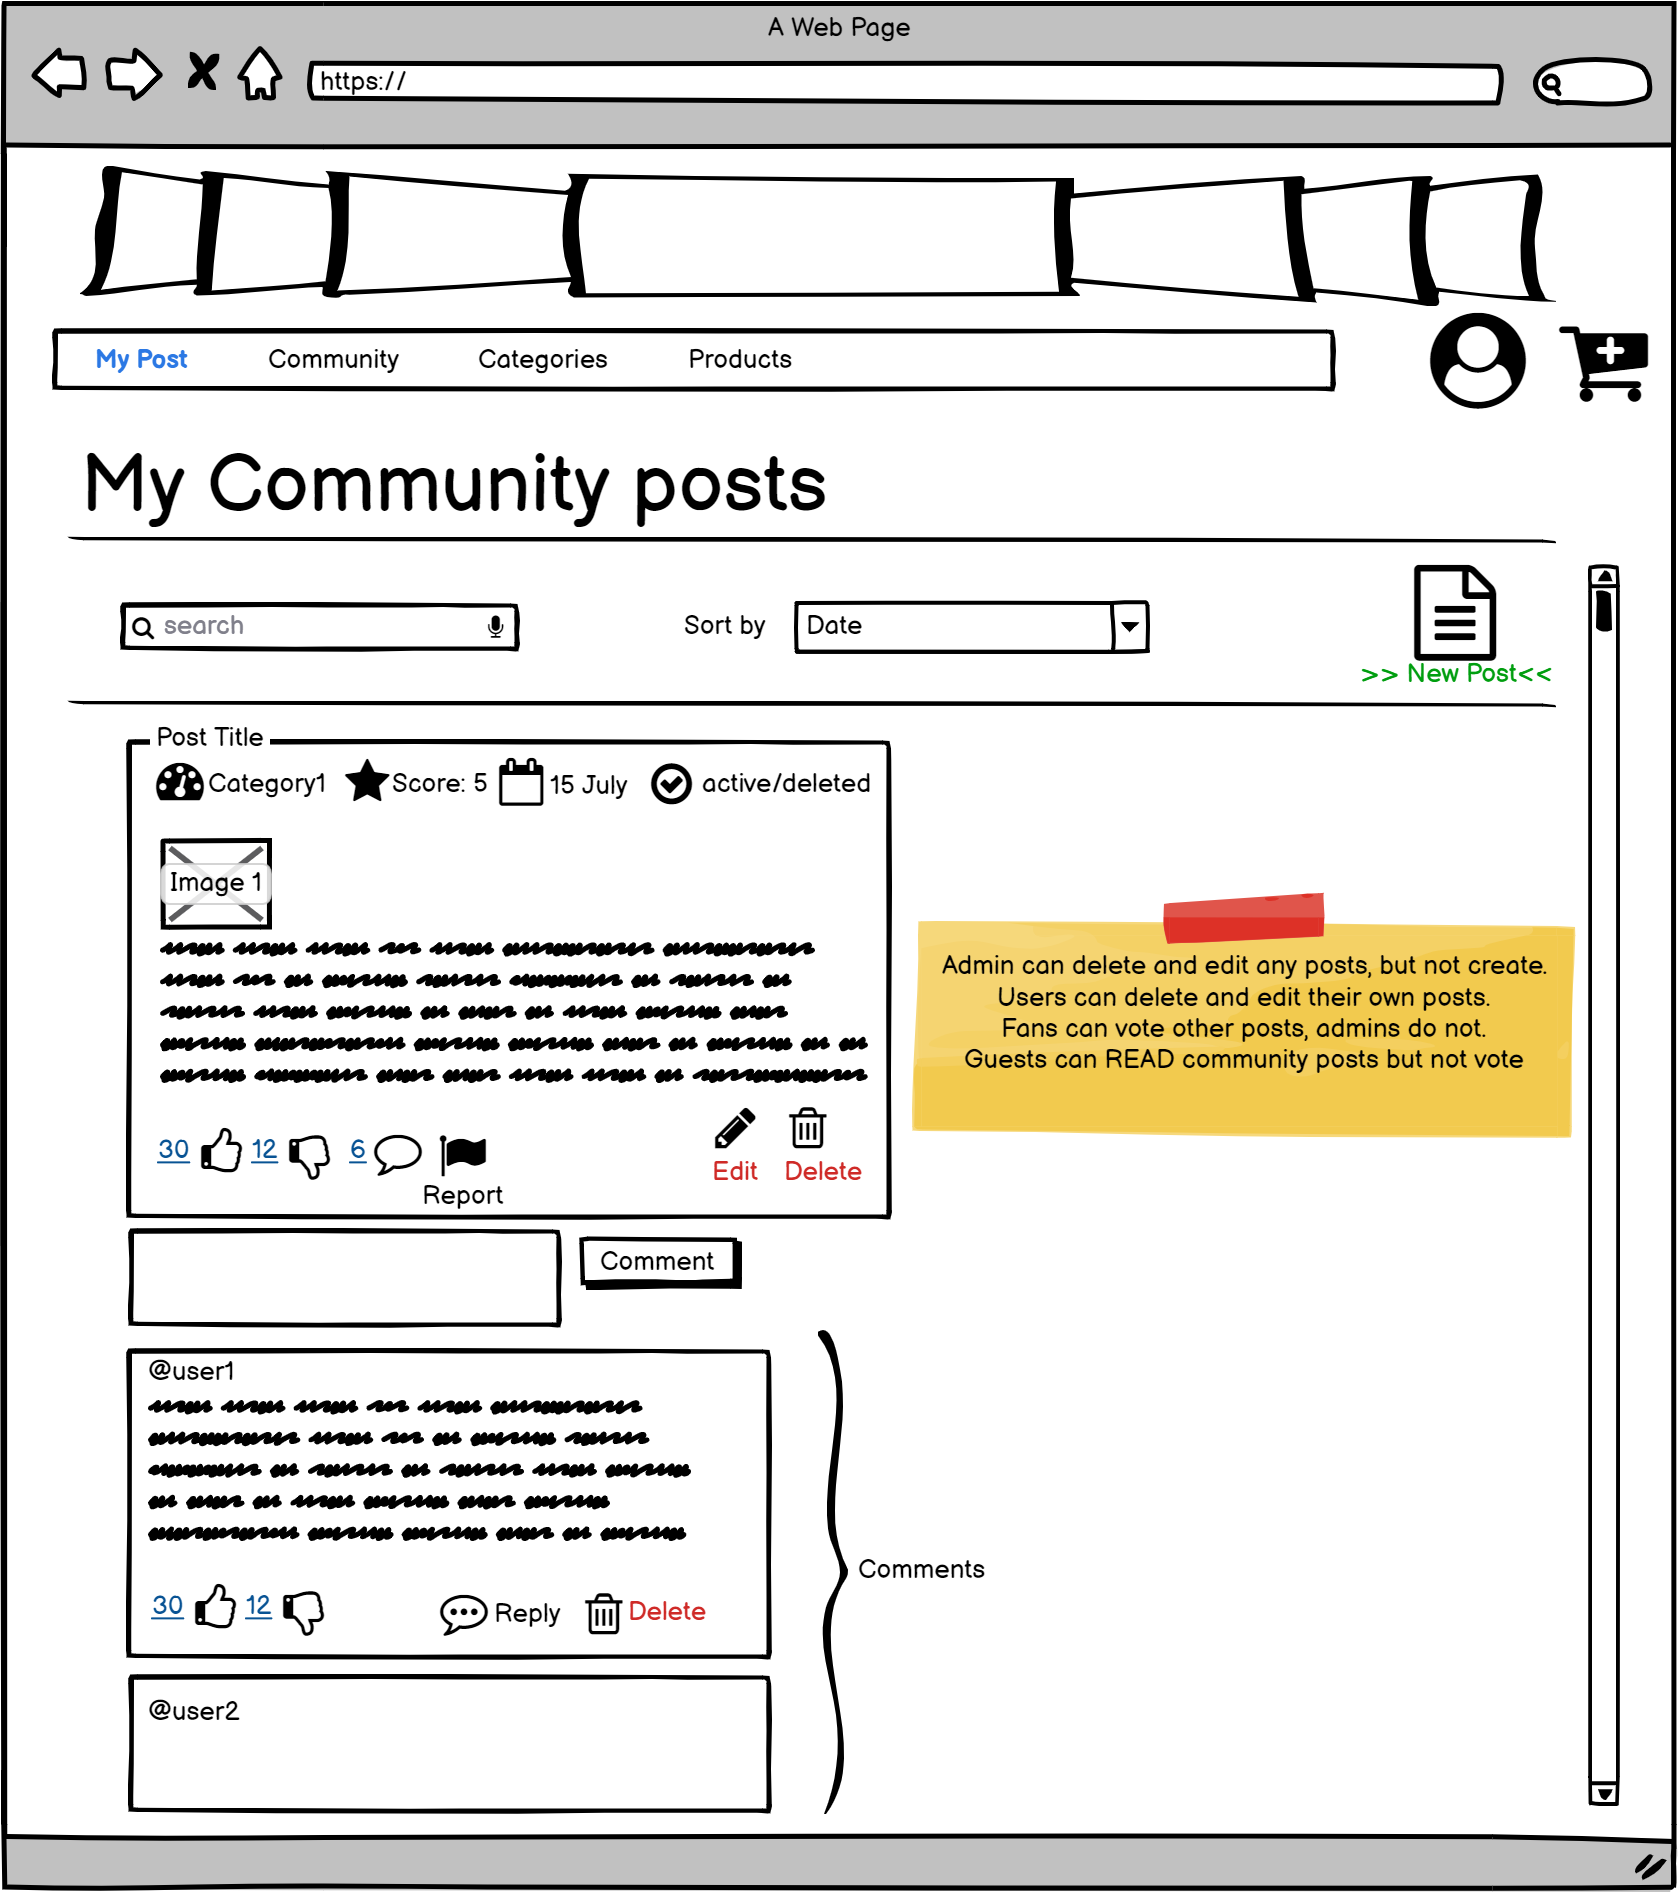 A Web Page
https://
My Post Community Categories Products
My Community posts
search
Sort by Date
>> New Post<<
Post Title
Category1 Score: 5 15 July active/deleted
Image 1
Admin can delete and edit any posts, but not create.
Users can delete and edit their own posts.
Fans can vote other posts, admins do not.
Guests can READ community posts but not vote
30 12 6
Report
Edit Delete
Comment
@user1
30 12 Reply Delete
Comments
@user2